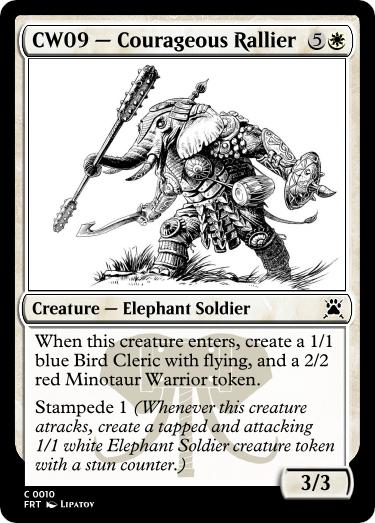 CW09 — Courageous Rallier 5
Creature — Elephant Soldier
When this creature enters, create a 1/1
blue Bird Cleric with flying, and a 2/2
red Minotaur Warrior token.
Stampede 1 (Whenever this creature
atracks, create a tapped and attacking
1/1 white Elephant Soldier creature token
with a stun counter.)
3/3
C 0010
FRT Lipatov